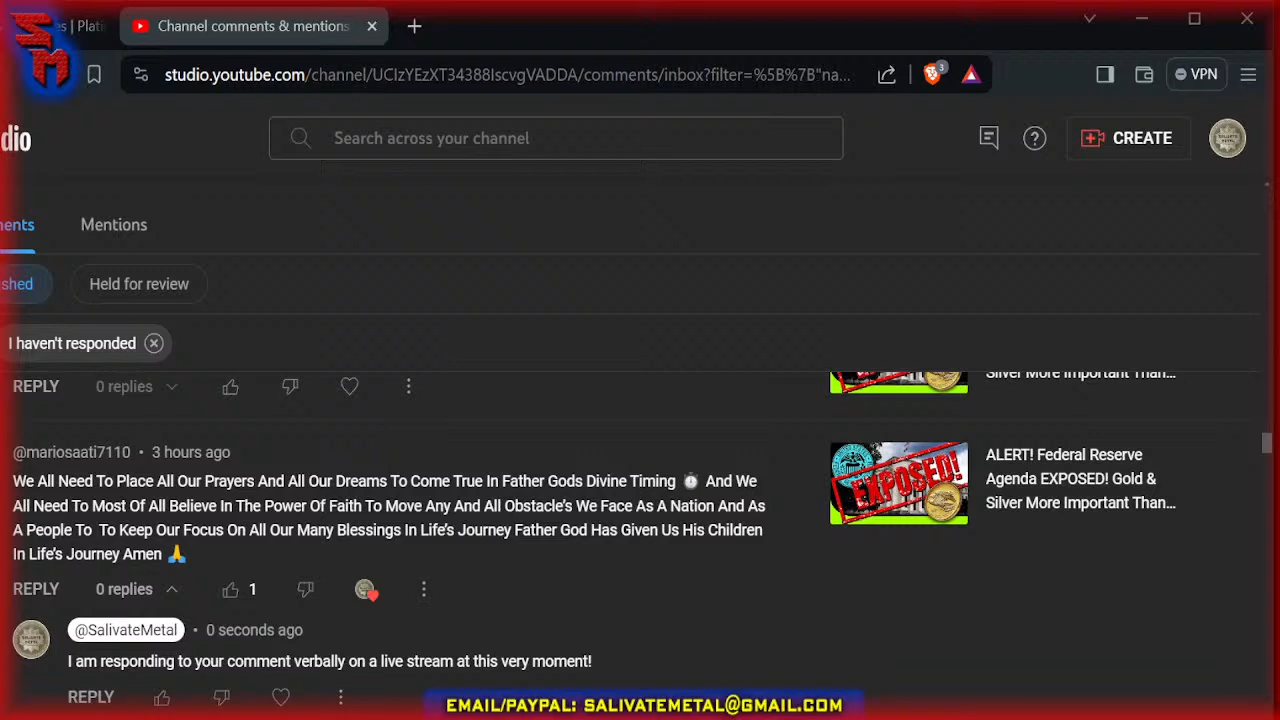 SM
es | Plati
Channel comments & mentions
studio.youtube.com/channel/UCIzYEzXT34388IscvgVADDA/comments/inbox?filter=%5B%7B"na...
3
VPN
dio
Search across your channel
CREATE
ents
Mentions
shed
Held for review
I haven't responded
REPLY 0 replies
Silver More Important Than...
@mariosaati7110 • 3 hours ago
We All Need To Place All Our Prayers And All Our Dreams To Come True In Father Gods Divine Timing ⏱ And We
All Need To Most Of All Believe In The Power Of Faith To Move Any And All Obstacle's We Face As A Nation And As
A People To To Keep Our Focus On All Our Many Blessings In Life's Journey Father God Has Given Us His Children
In Life's Journey Amen 🙏
EXPOSED!
ALERT! Federal Reserve
Agenda EXPOSED! Gold &
Silver More Important Than...
REPLY 0 replies 1
@SalivateMetal • 0 seconds ago
I am responding to your comment verbally on a live stream at this very moment!
REPLY
EMAIL/PAYPAL: SALIVATEMETAL@GMAIL.COM